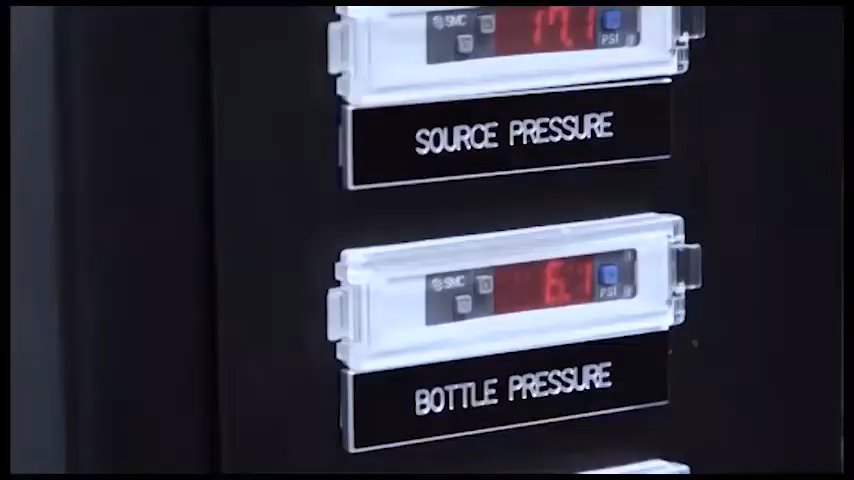 SMC 17.1 PSI
SOURCE PRESSURE
SMC 6.1 PSI
BOTTLE PRESSURE